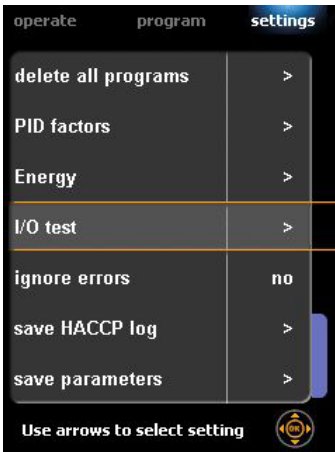 operate program settings
delete all programs >
PID factors >
Energy >
I/O test >
ignore errors no
save HACCP log >
save parameters >
Use arrows to select setting OK